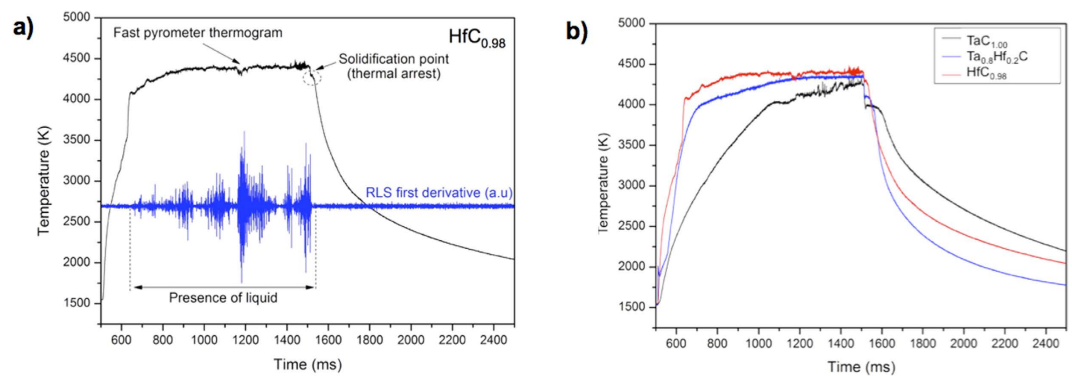 a)
5000
4500
4000
3500
3000
2500
2000
1500
Temperature (K)
Fast pyrometer thermogram
HfC0.98
Solidification point
(thermal arrest)
RLS first derivative (a.u)
Presence of liquid
600 800 1000 1200 1400 1600 1800 2000 2200 2400
Time (ms)
b)
5000
4500
4000
3500
3000
2500
2000
1500
Temperature (K)
TaC1.00
Ta0.8Hf0.2C
HfC0.98
600 800 1000 1200 1400 1600 1800 2000 2200 2400
Time (ms)